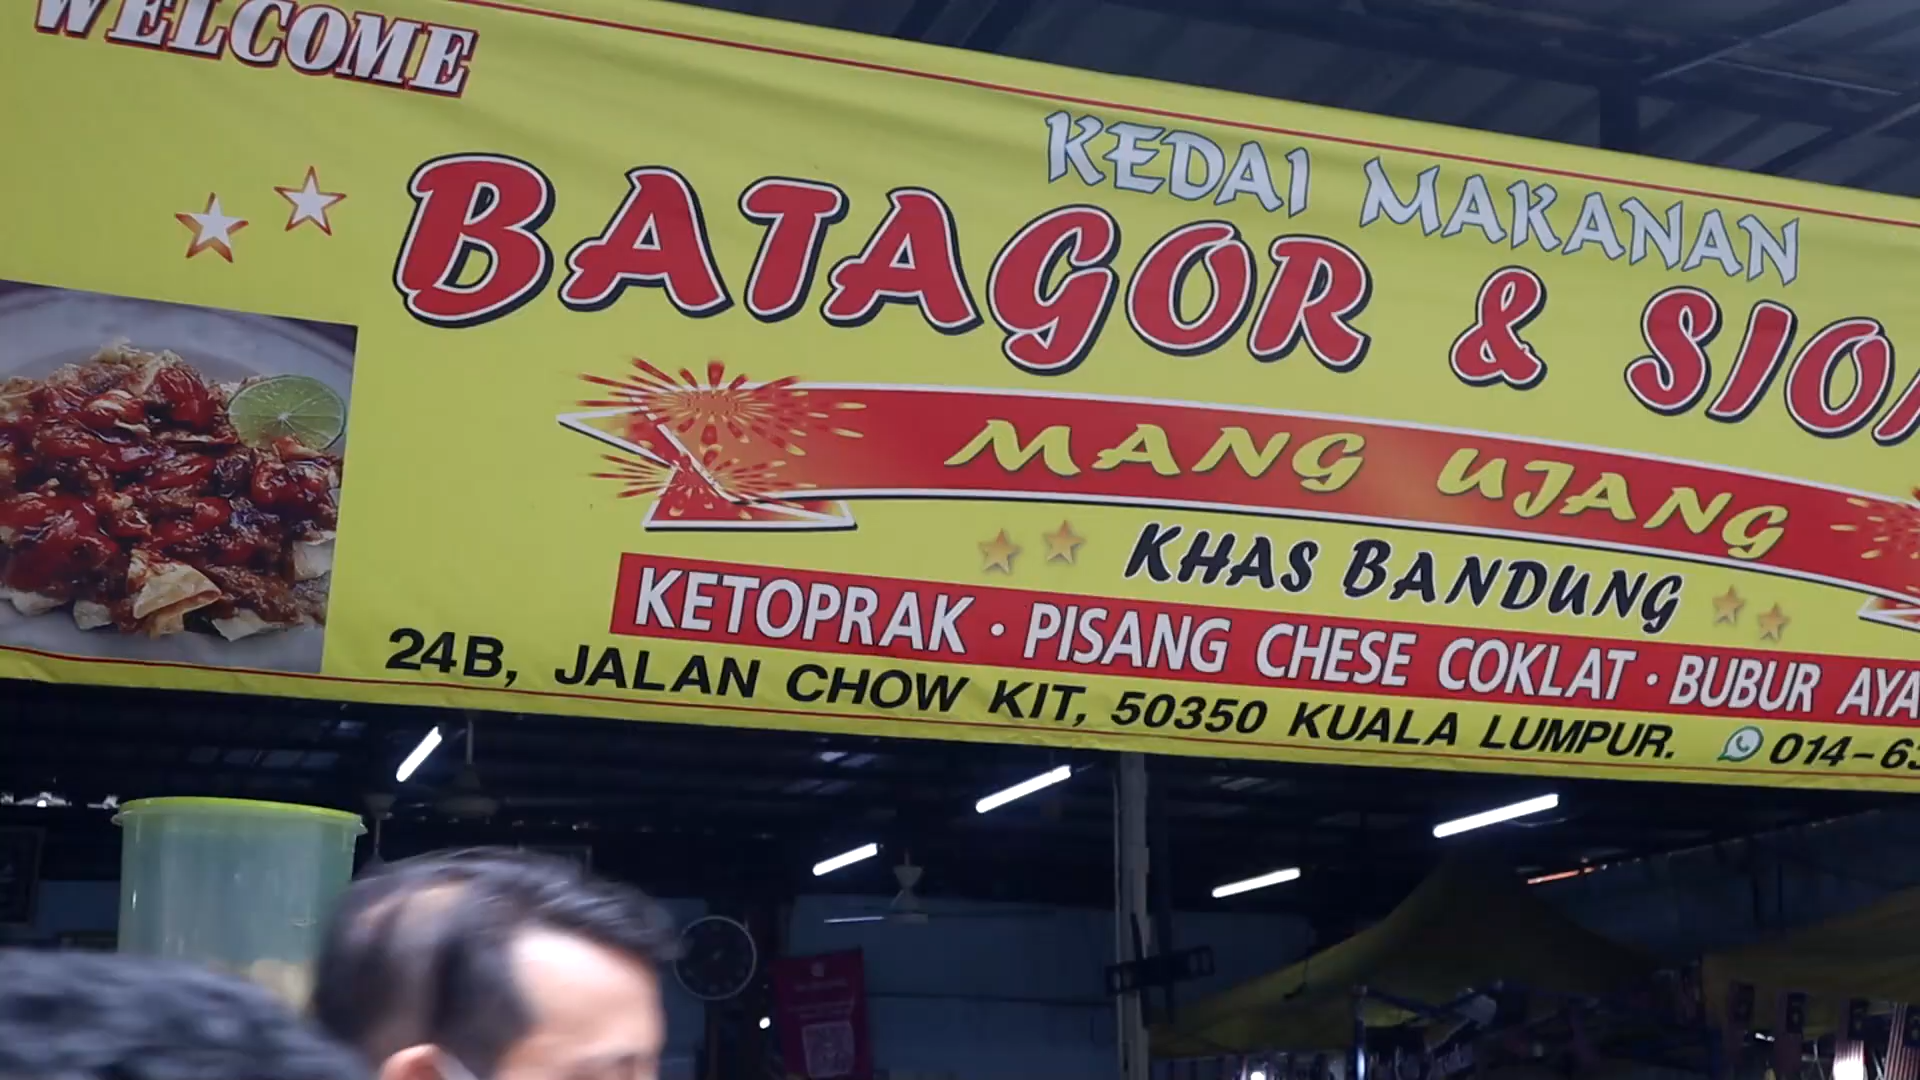 WELCOME
KEDAI MAKANAN
BATAGOR & SIO
MANG UJANG
KHAS BANDUNG
KETOPRAK • PISANG CHESE COKLAT • BUBUR AYA
24B, JALAN CHOW KIT, 50350 KUALA LUMPUR. 014-63